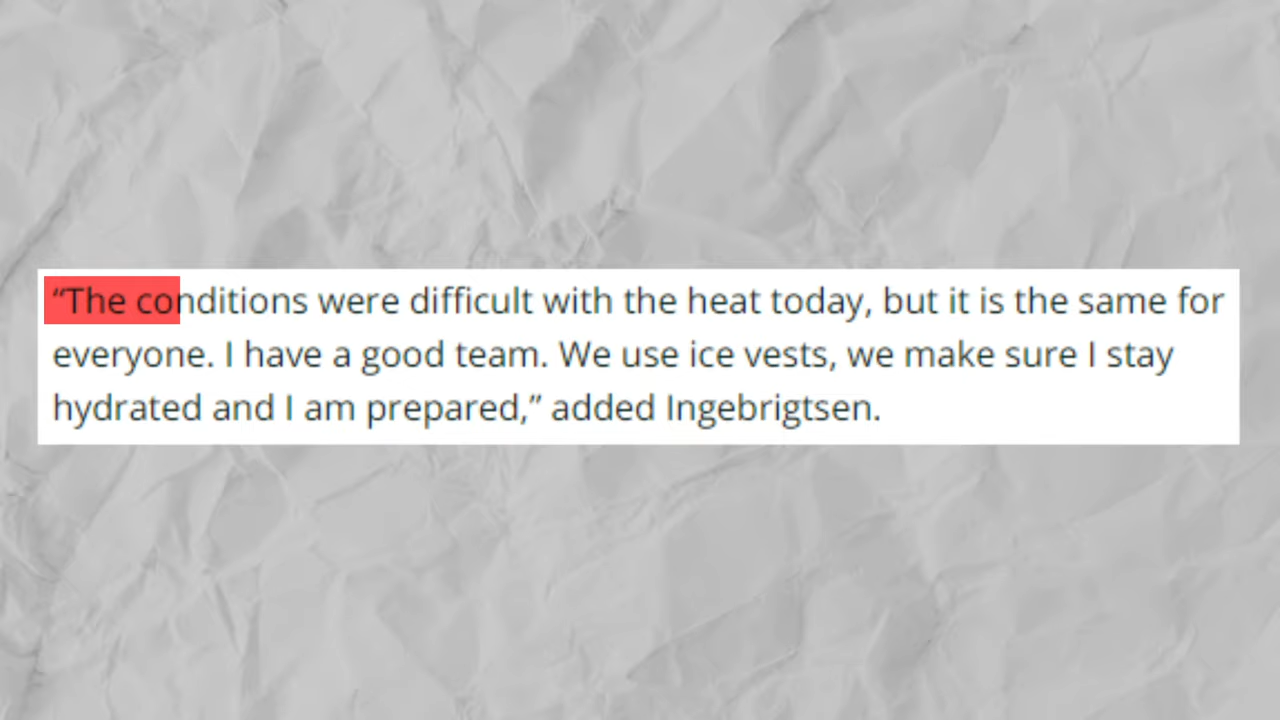 “The conditions were difficult with the heat today, but it is the same for
everyone. I have a good team. We use ice vests, we make sure I stay
hydrated and I am prepared,” added Ingebrigtsen.